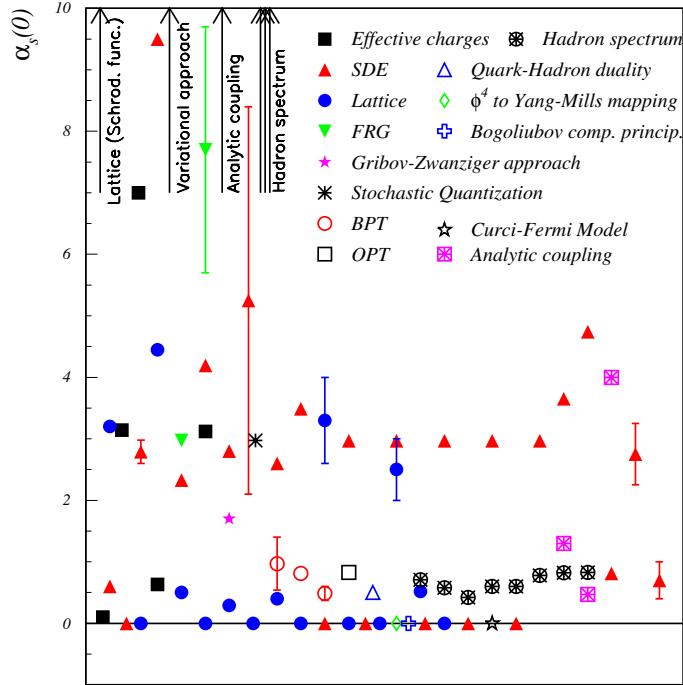 α_s(0)
10
8
6
4
2
0
Lattice (Schrod. func.)
Variational approach
Analytic coupling
Hadron spectrum
Effective charges
SDE
Lattice
FRG
Gribov-Zwanziger approach
Stochastic Quantization
BPT
OPT
Hadron spectrum
Quark-Hadron duality
ϕ⁴ to Yang-Mills mapping
Bogoliubov comp. princip.
Curci-Fermi Model
Analytic coupling